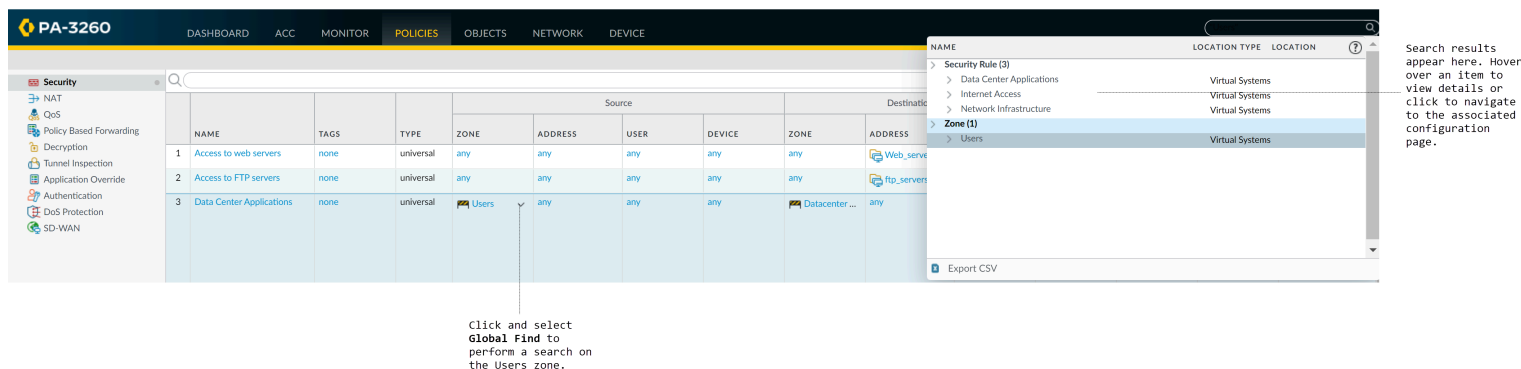 PA-3260
DASHBOARD ACC MONITOR POLICIES OBJECTS NETWORK DEVICE
NAME LOCATION TYPE LOCATION ?
Security Rule (3)
Data Center Applications Virtual Systems
Internet Access Virtual Systems
Network Infrastructure Virtual Systems
Zone (1)
Users Virtual Systems
Export CSV
Search results
appear here. Hover
over an item to
view details or
click to navigate
to the associated
configuration
page.
Security
NAT
QoS
Policy Based Forwarding
Decryption
Tunnel Inspection
Application Override
Authentication
DoS Protection
SD-WAN
Source Destinatio
NAME TAGS TYPE ZONE ADDRESS USER DEVICE ZONE ADDRESS
1 Access to web servers none universal any any any any any Web_serve
2 Access to FTP servers none universal any any any any any ftp_servers
3 Data Center Applications none universal Users any any any Datacenter ... any
Click and select
Global Find to
perform a search on
the Users zone.